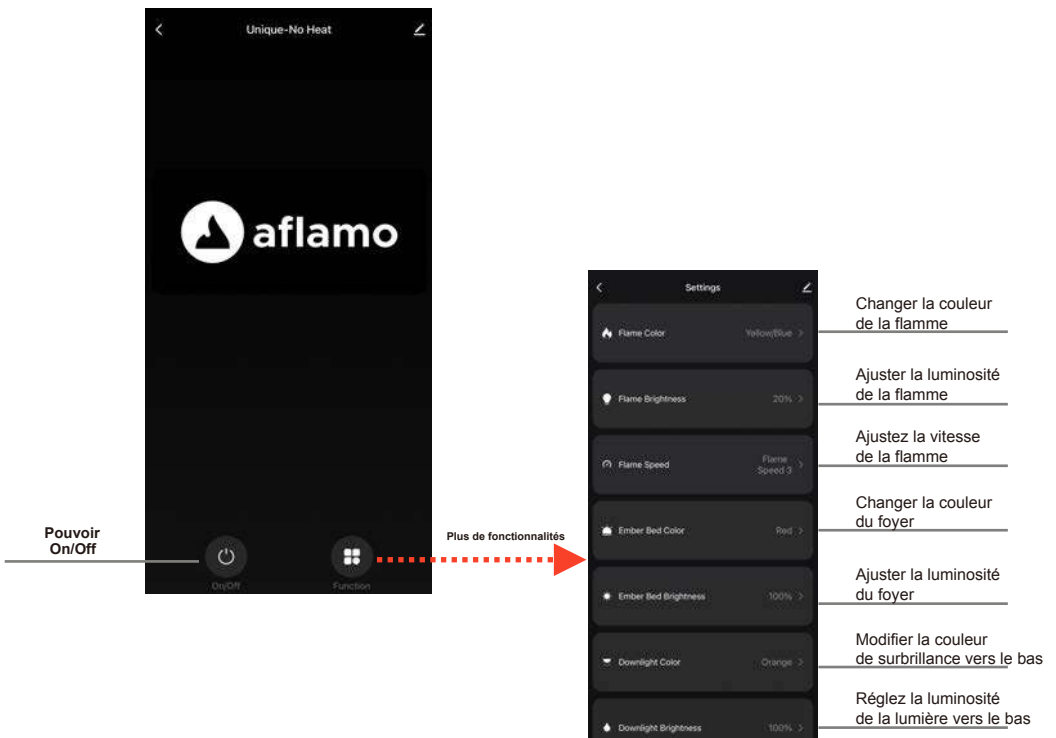 Unique-No Heat
aflamo
Pouvoir
On/Off
On/Off
Function
Plus de fonctionnalités
Settings
Flame Color
Yellow/Blue
Changer la couleur
de la flamme
Flame Brightness
20%
Ajuster la luminosité
de la flamme
Flame Speed
Flame
Speed 3
Ajustez la vitesse
de la flamme
Ember Bed Color
Red
Changer la couleur
du foyer
Ember Bed Brightness
100%
Ajuster la luminosité
du foyer
Downlight Color
Orange
Modifier la couleur
de surbrillance vers le bas
Downlight Brightness
100%
Réglez la luminosité
de la lumière vers le bas